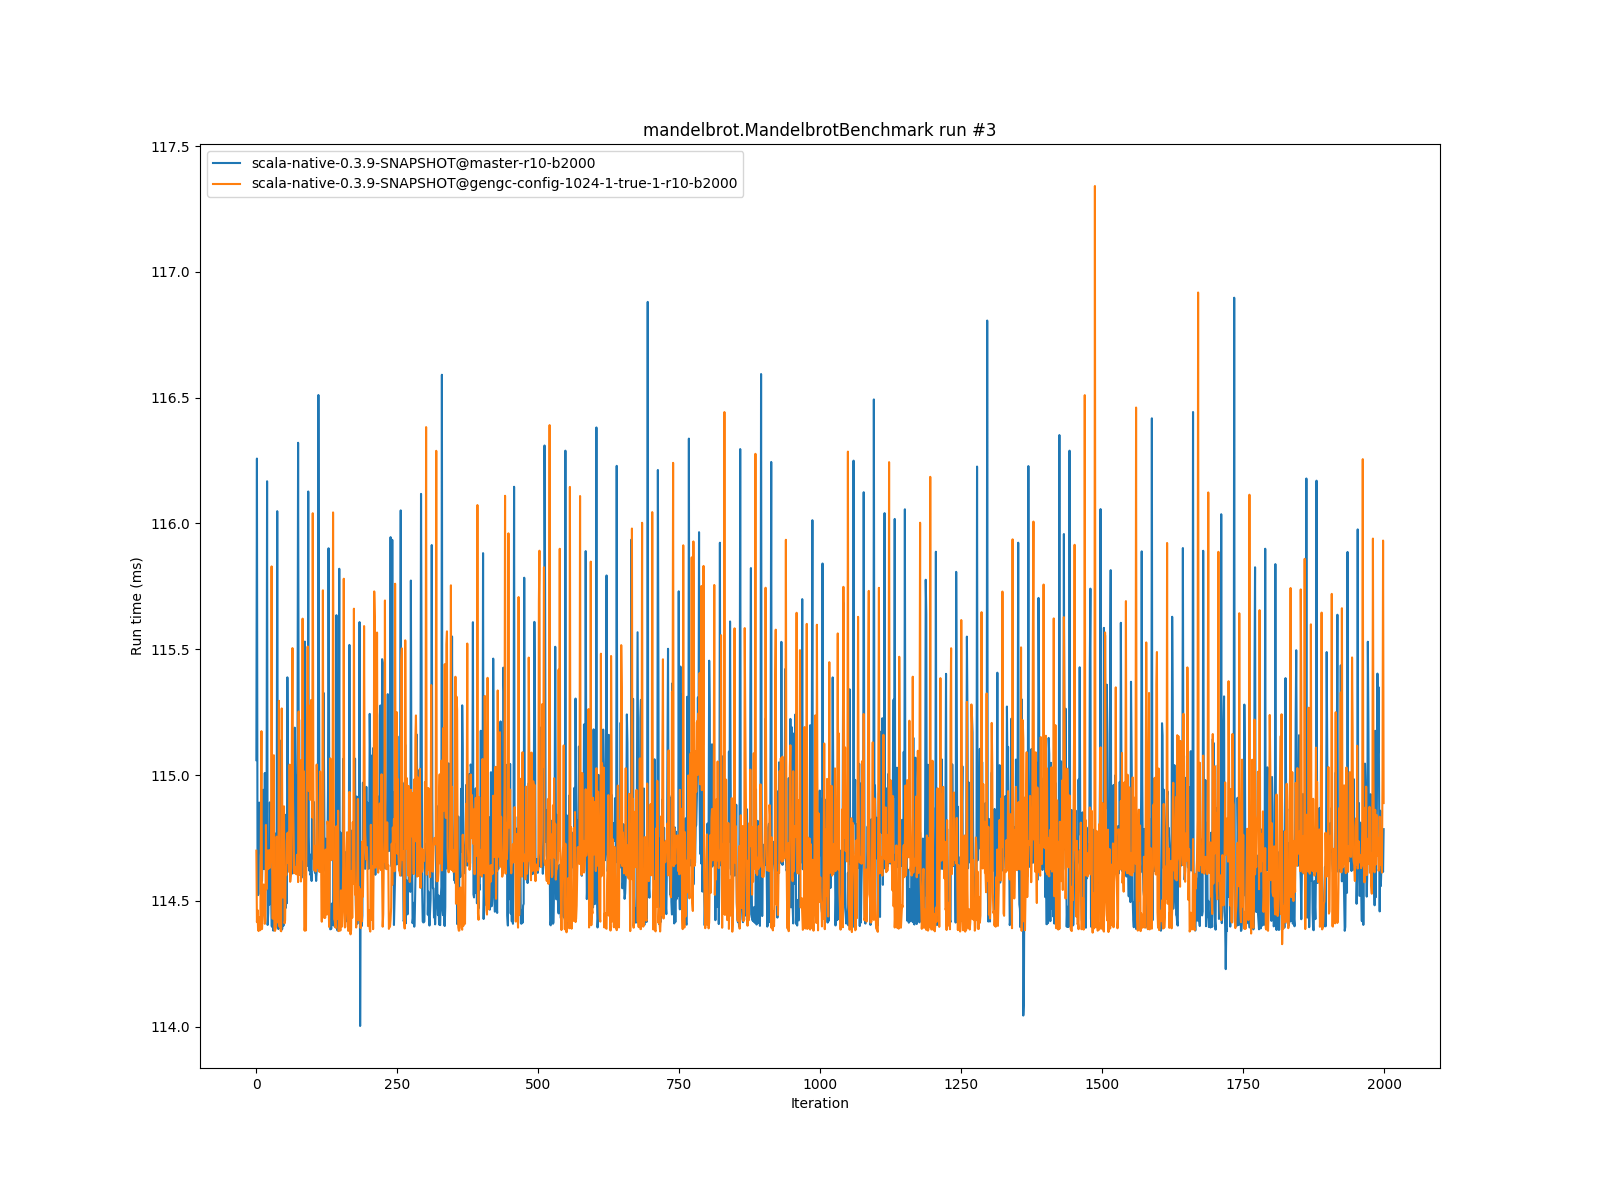 mandelbrot.MandelbrotBenchmark run #3
scala-native-0.3.9-SNAPSHOT@master-r10-b2000
scala-native-0.3.9-SNAPSHOT@gengc-config-1024-1-true-1-r10-b2000
117.5
117.0
116.5
116.0
115.5
115.0
114.5
114.0
Run time (ms)
0 250 500 750 1000 1250 1500 1750 2000
Iteration